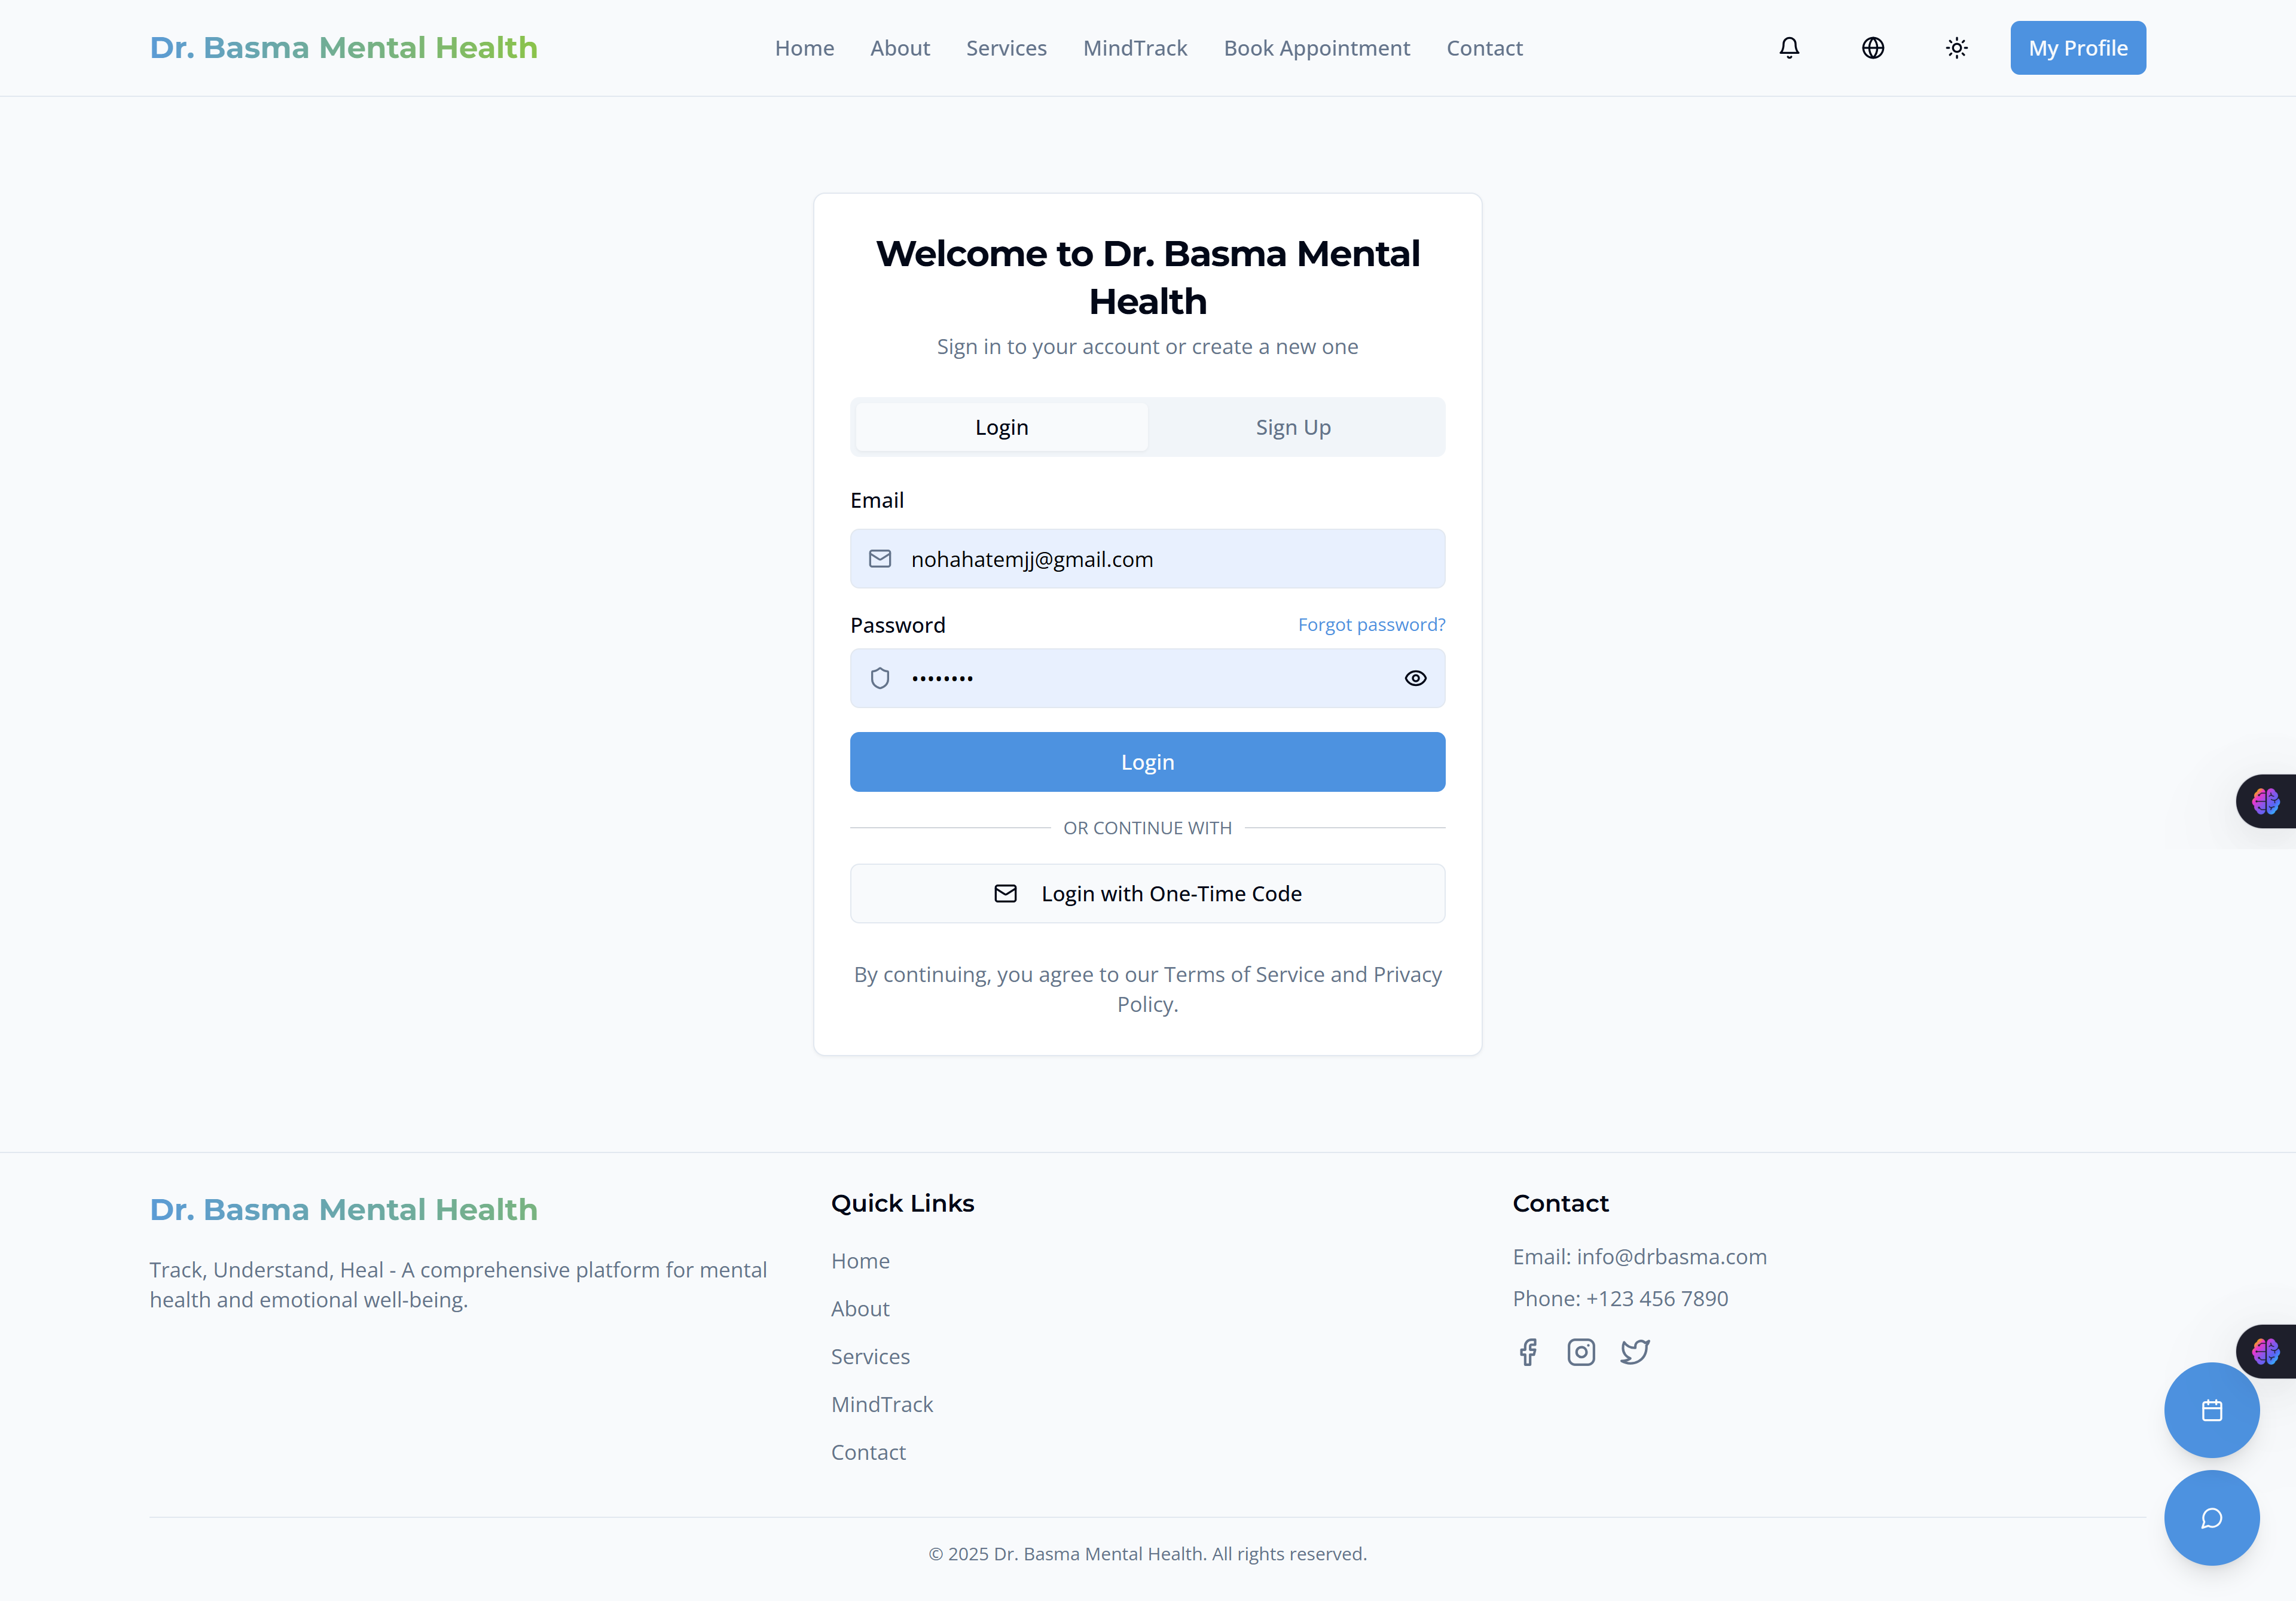 Dr. Basma Mental Health
Home
About
Services
MindTrack
Book Appointment
Contact
My Profile
Welcome to Dr. Basma Mental
Health
Sign in to your account or create a new one
Login
Sign Up
Email
nohahatemjj@gmail.com
Password
Forgot password?
••••••••
Login
OR CONTINUE WITH
Login with One-Time Code
By continuing, you agree to our Terms of Service and Privacy
Policy.
Dr. Basma Mental Health
Track, Understand, Heal - A comprehensive platform for mental
health and emotional well-being.
Quick Links
Home
About
Services
MindTrack
Contact
Contact
Email: info@drbasma.com
Phone: +123 456 7890
© 2025 Dr. Basma Mental Health. All rights reserved.